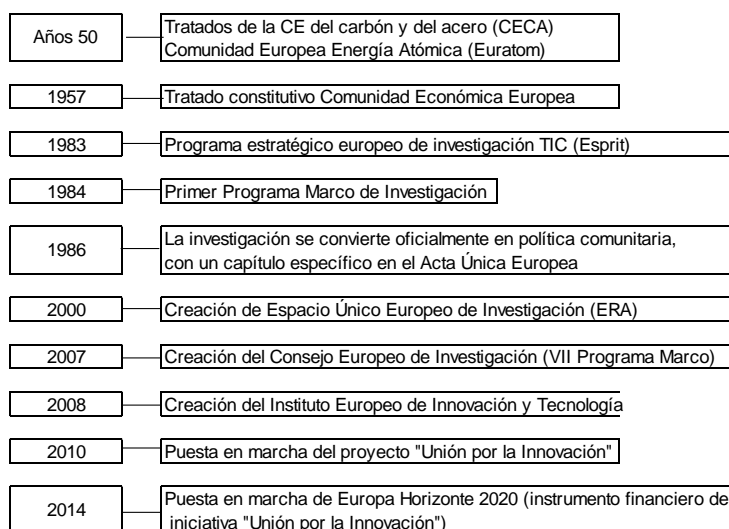 Años 50
Tratados de la CE del carbón y del acero (CECA)
Comunidad Europea Energía Atómica (Euratom)
1957
Tratado constitutivo Comunidad Económica Europea
1983
Programa estratégico europeo de investigación TIC (Esprit)
1984
Primer Programa Marco de Investigación
1986
La investigación se convierte oficialmente en política comunitaria,
con un capítulo específico en el Acta Única Europea
2000
Creación de Espacio Único Europeo de Investigación (ERA)
2007
Creación del Consejo Europeo de Investigación (VII Programa Marco)
2008
Creación del Instituto Europeo de Innovación y Tecnología
2010
Puesta en marcha del proyecto "Unión por la Innovación"
2014
Puesta en marcha de Europa Horizonte 2020 (instrumento financiero de
iniciativa "Unión por la Innovación")